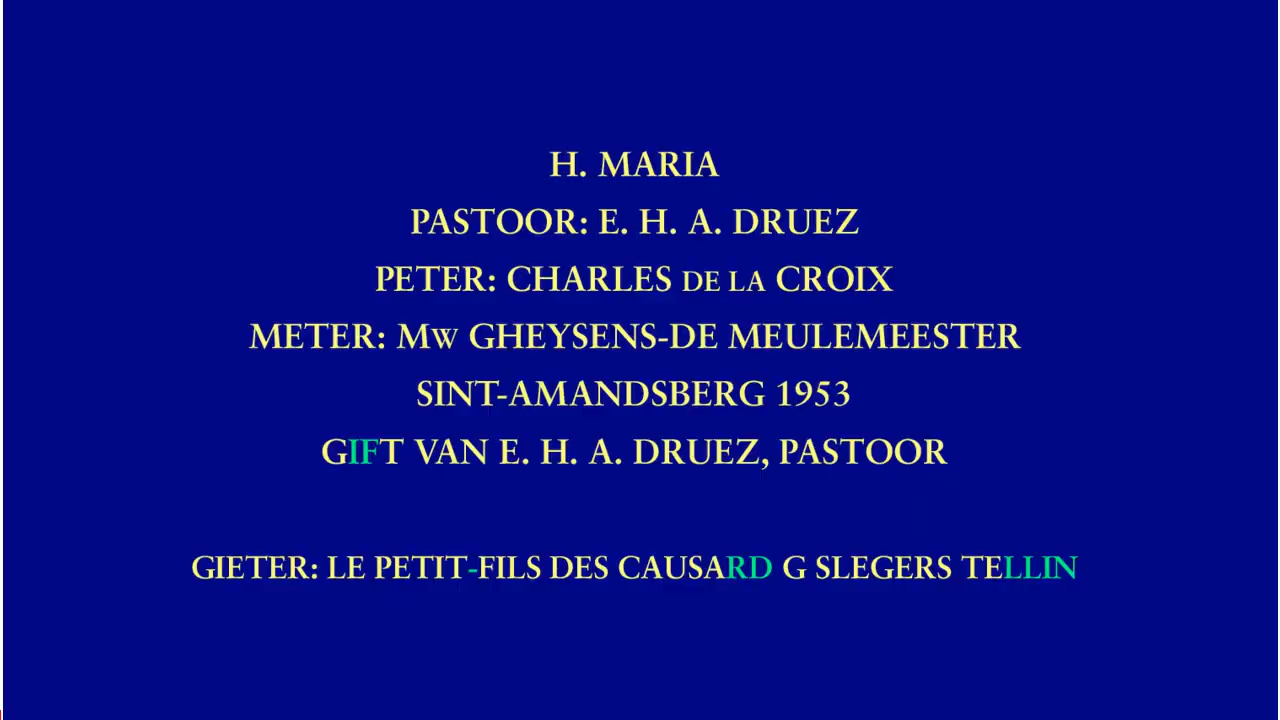 H. MARIA
PASTOOR: E. H. A. DRUEZ
PETER: CHARLES DE LA CROIX
METER: MW GHEYSENS-DE MEULEMEESTER
SINT-AMANDSBERG 1953
GIFT VAN E. H. A. DRUEZ, PASTOOR
GIETER: LE PETIT-FILS DES CAUSARD G SLEGERS TELLIN